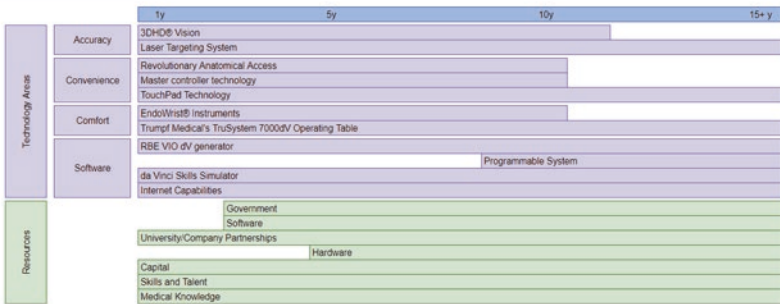 1y 5y 10y 15+ y
Technology Areas
Accuracy
3DHD® Vision
Laser Targeting System
Convenience
Revolutionary Anatomical Access
Master controller technology
TouchPad Technology
Comfort
EndoWrist® Instruments
Trumpf Medical's TruSystem 7000dV Operating Table
Software
RBE VIO dV generator
Programmable System
da Vinci Skills Simulator
Internet Capabilities
Resources
Government
Software
University/Company Partnerships
Hardware
Capital
Skills and Talent
Medical Knowledge